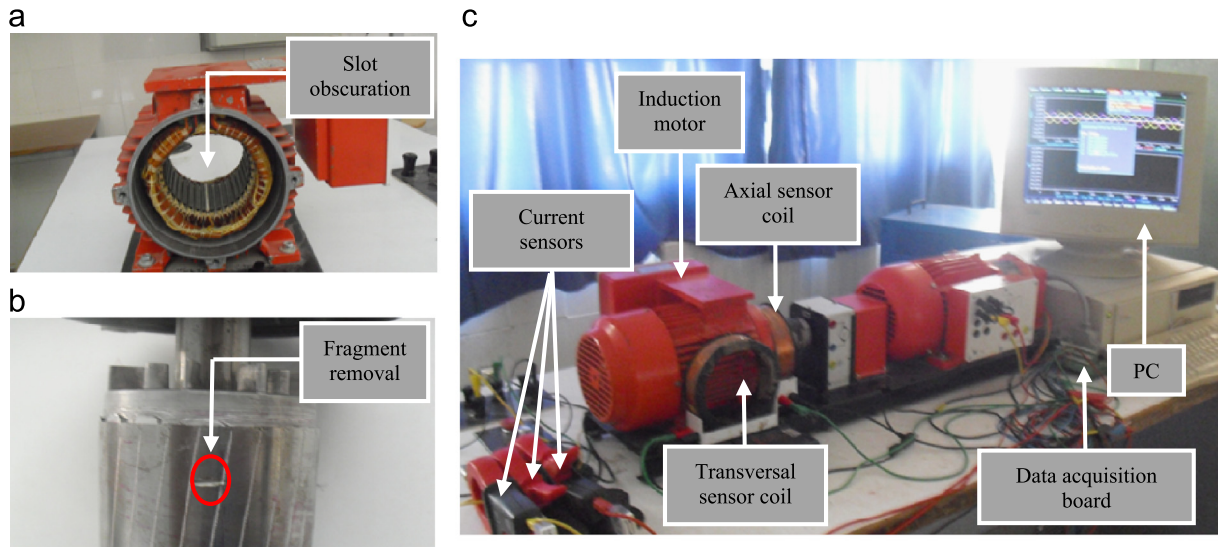 a
Slot
obscuration
b
Fragment
removal
c
Induction
motor
Axial sensor
coil
Current
sensors
PC
Transversal
sensor coil
Data acquisition
board